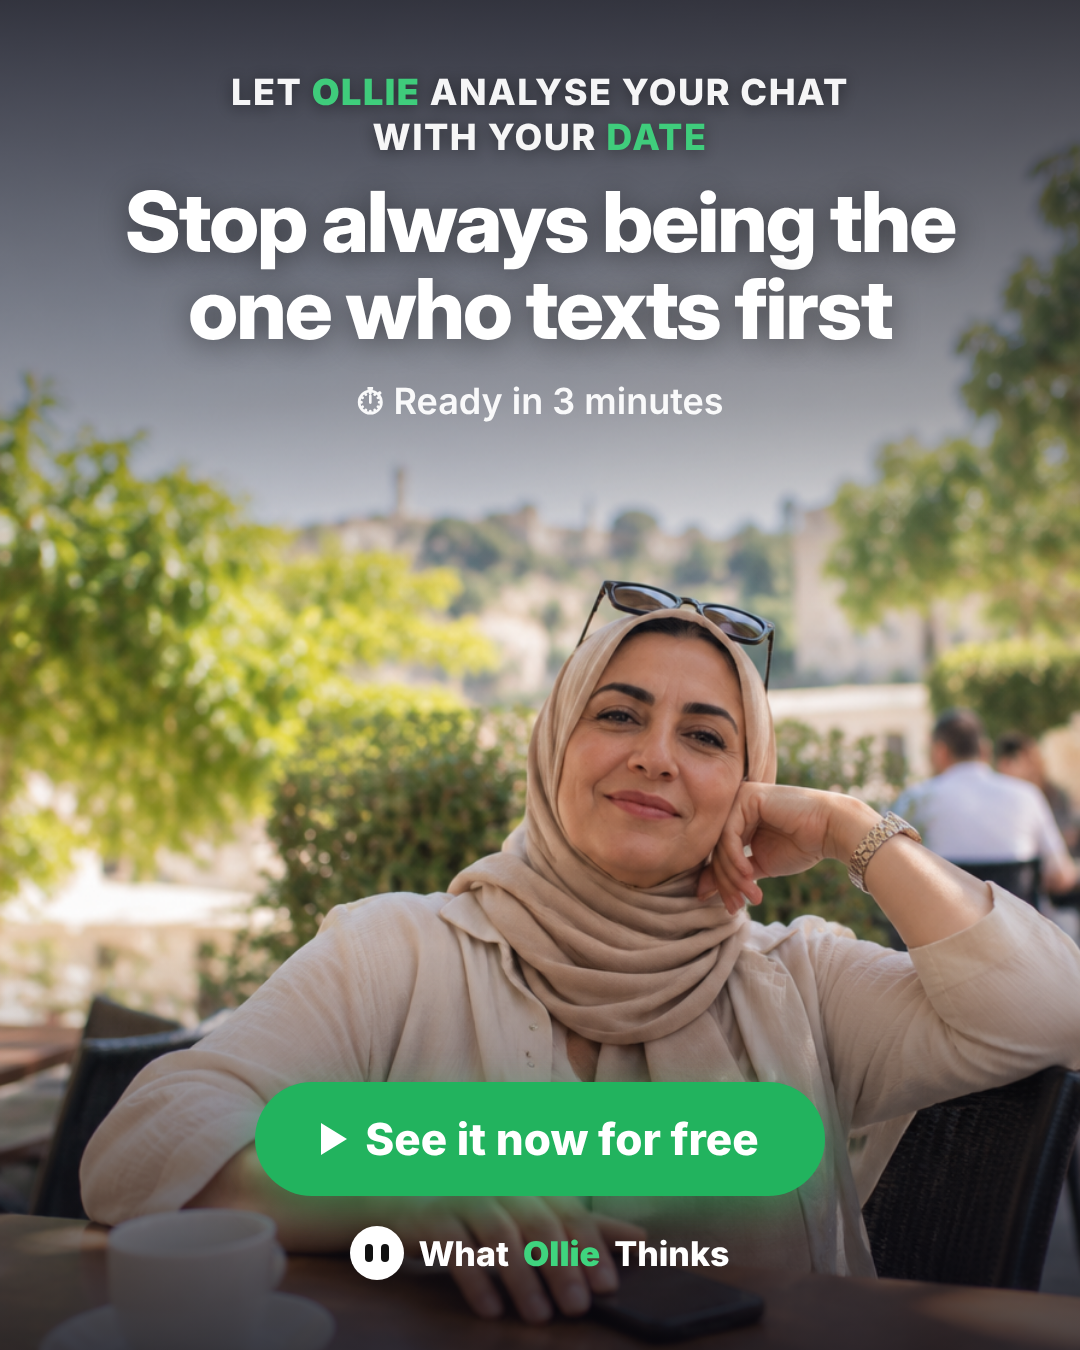 LET OLLIE ANALYSE YOUR CHAT
WITH YOUR DATE
Stop always being the
one who texts first
⏱ Ready in 3 minutes
▶ See it now for free
What Ollie Thinks